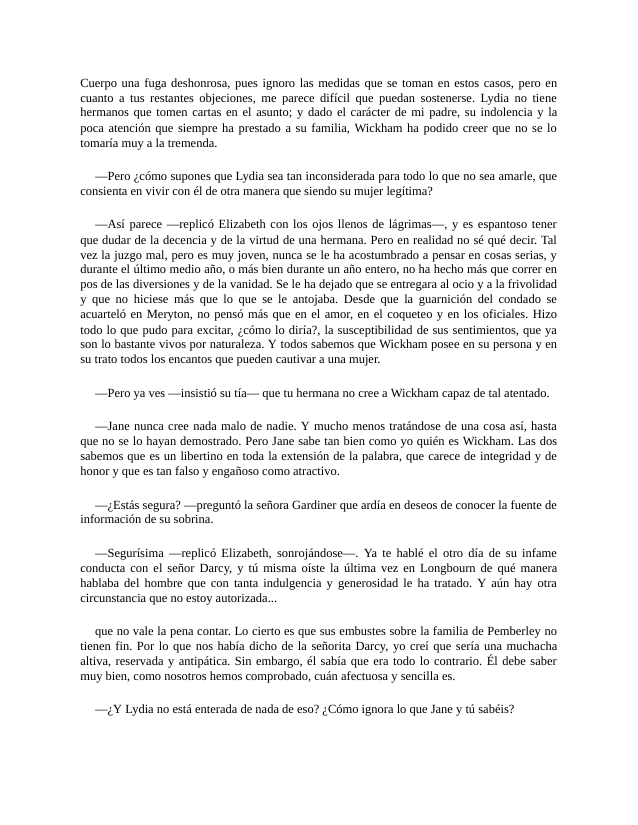 Cuerpo una fuga deshonrosa, pues ignoro las medidas que se toman en estos casos, pero en
cuanto a tus restantes objeciones, me parece difícil que puedan sostenerse. Lydia no tiene
hermanos que tomen cartas en el asunto; y dado el carácter de mi padre, su indolencia y la
poca atención que siempre ha prestado a su familia, Wickham ha podido creer que no se lo
tomaría muy a la tremenda.
—Pero ¿cómo supones que Lydia sea tan inconsiderada para todo lo que no sea amarle, que
consienta en vivir con él de otra manera que siendo su mujer legítima?
—Así parece —replicó Elizabeth con los ojos llenos de lágrimas—, y es espantoso tener
que dudar de la decencia y de la virtud de una hermana. Pero en realidad no sé qué decir. Tal
vez la juzgo mal, pero es muy joven, nunca se le ha acostumbrado a pensar en cosas serias, y
durante el último medio año, o más bien durante un año entero, no ha hecho más que correr en
pos de las diversiones y de la vanidad. Se le ha dejado que se entregara al ocio y a la frivolidad
y que no hiciese más que lo que se le antojaba. Desde que la guarnición del condado se
acuarteló en Meryton, no pensó más que en el amor, en el coqueteo y en los oficiales. Hizo
todo lo que pudo para excitar, ¿cómo lo diría?, la susceptibilidad de sus sentimientos, que ya
son lo bastante vivos por naturaleza. Y todos sabemos que Wickham posee en su persona y en
su trato todos los encantos que pueden cautivar a una mujer.
—Pero ya ves —insistió su tía— que tu hermana no cree a Wickham capaz de tal atentado.
—Jane nunca cree nada malo de nadie. Y mucho menos tratándose de una cosa así, hasta
que no se lo hayan demostrado. Pero Jane sabe tan bien como yo quién es Wickham. Las dos
sabemos que es un libertino en toda la extensión de la palabra, que carece de integridad y de
honor y que es tan falso y engañoso como atractivo.
—¿Estás segura? —preguntó la señora Gardiner que ardía en deseos de conocer la fuente de
información de su sobrina.
—Segurísima —replicó Elizabeth, sonrojándose—. Ya te hablé el otro día de su infame
conducta con el señor Darcy, y tú misma oíste la última vez en Longbourn de qué manera
hablaba del hombre que con tanta indulgencia y generosidad le ha tratado. Y aún hay otra
circunstancia que no estoy autorizada...
que no vale la pena contar. Lo cierto es que sus embustes sobre la familia de Pemberley no
tienen fin. Por lo que nos había dicho de la señorita Darcy, yo creí que sería una muchacha
altiva, reservada y antipática. Sin embargo, él sabía que era todo lo contrario. Él debe saber
muy bien, como nosotros hemos comprobado, cuán afectuosa y sencilla es.
—¿Y Lydia no está enterada de nada de eso? ¿Cómo ignora lo que Jane y tú sabéis?